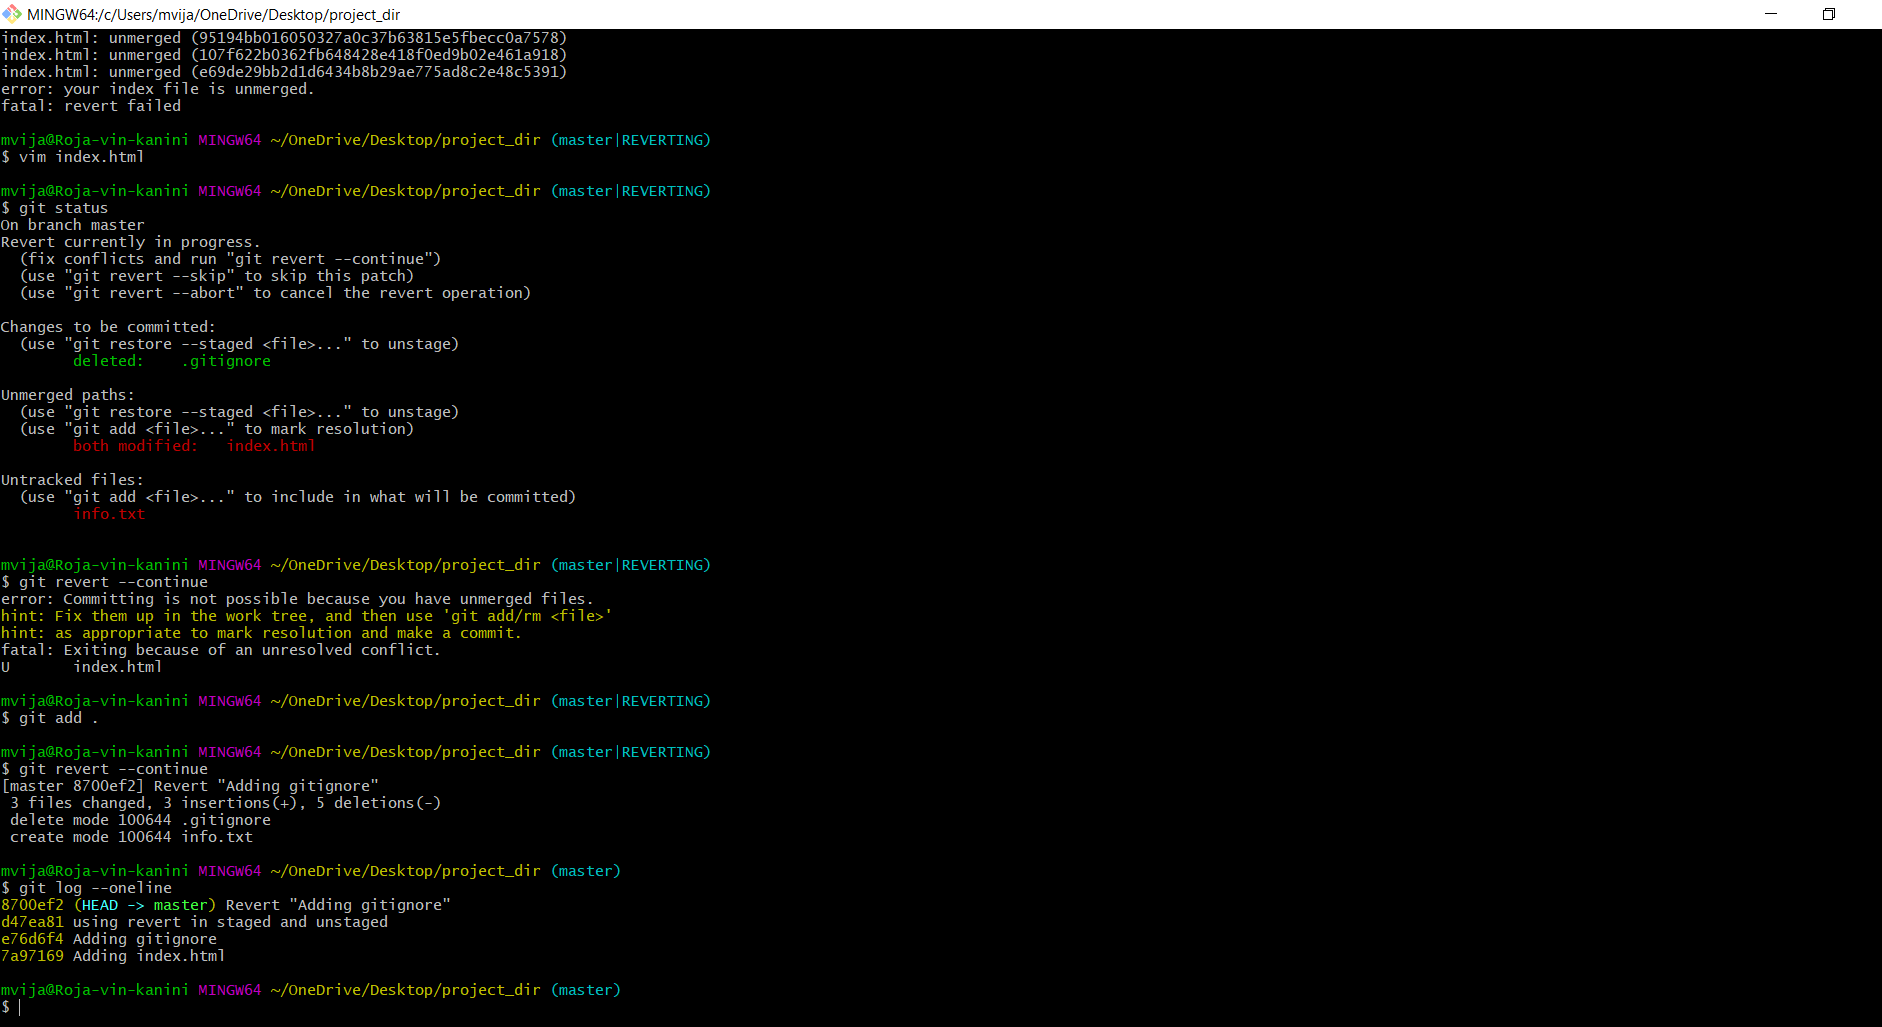 MINGW64:/c/Users/mvija/OneDrive/Desktop/project_dir
index.html: unmerged (95194bb016050327a0c37b63815e5fbecc0a7578)
index.html: unmerged (107f622b0362fb648428e418f0ed9b02e461a918)
index.html: unmerged (e69de29bb2d1d6434b8b29ae775ad8c2e48c5391)
error: your index file is unmerged.
fatal: revert failed
mvija@Roja-vin-kanini MINGW64 ~/OneDrive/Desktop/project_dir (master|REVERTING)
$ vim index.html
mvija@Roja-vin-kanini MINGW64 ~/OneDrive/Desktop/project_dir (master|REVERTING)
$ git status
On branch master
Revert currently in progress.
  (fix conflicts and run "git revert --continue")
  (use "git revert --skip" to skip this patch)
  (use "git revert --abort" to cancel the revert operation)
Changes to be committed:
  (use "git restore --staged <file>..." to unstage)
        deleted:    .gitignore
Unmerged paths:
  (use "git restore --staged <file>..." to unstage)
  (use "git add <file>..." to mark resolution)
        both modified:   index.html
Untracked files:
  (use "git add <file>..." to include in what will be committed)
        info.txt
mvija@Roja-vin-kanini MINGW64 ~/OneDrive/Desktop/project_dir (master|REVERTING)
$ git revert --continue
error: Committing is not possible because you have unmerged files.
hint: Fix them up in the work tree, and then use 'git add/rm <file>'
hint: as appropriate to mark resolution and make a commit.
fatal: Exiting because of an unresolved conflict.
U       index.html
mvija@Roja-vin-kanini MINGW64 ~/OneDrive/Desktop/project_dir (master|REVERTING)
$ git add .
mvija@Roja-vin-kanini MINGW64 ~/OneDrive/Desktop/project_dir (master|REVERTING)
$ git revert --continue
[master 8700ef2] Revert "Adding gitignore"
 3 files changed, 3 insertions(+), 5 deletions(-)
 delete mode 100644 .gitignore
 create mode 100644 info.txt
mvija@Roja-vin-kanini MINGW64 ~/OneDrive/Desktop/project_dir (master)
$ git log --oneline
8700ef2 (HEAD -> master) Revert "Adding gitignore"
d47ea81 using revert in staged and unstaged
e76d6f4 Adding gitignore
7a97169 Adding index.html
mvija@Roja-vin-kanini MINGW64 ~/OneDrive/Desktop/project_dir (master)
$